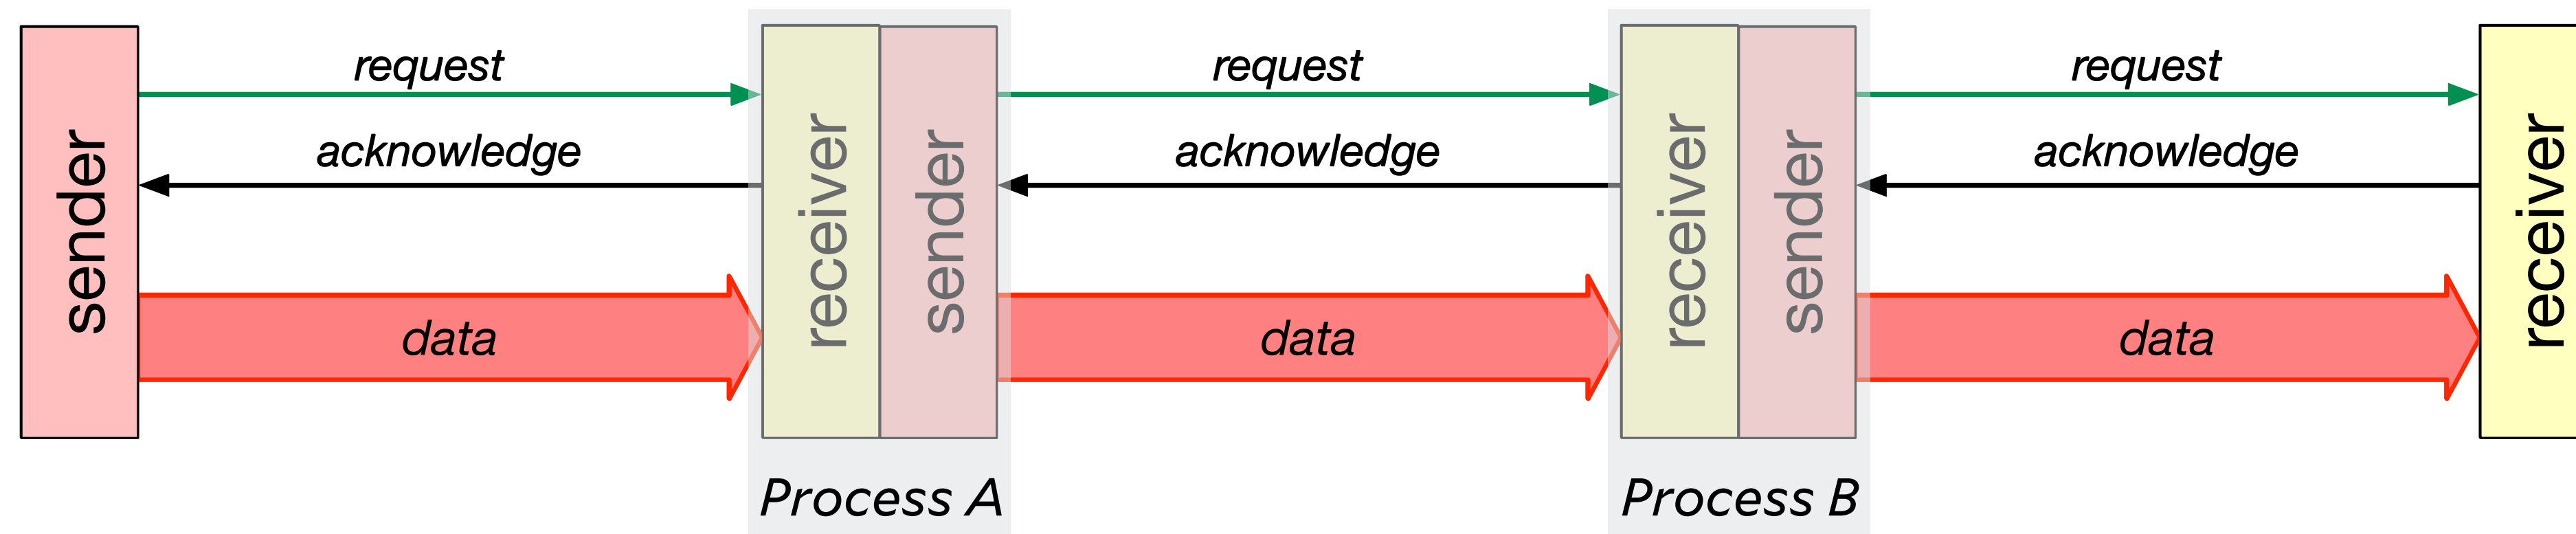 sender
request
acknowledge
data
receiver
sender
Process A
request
acknowledge
data
receiver
sender
Process B
request
acknowledge
data
receiver